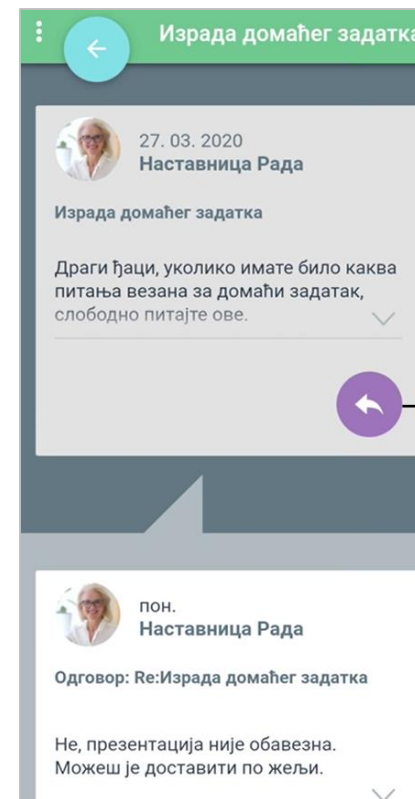 Израда домаћег задатка
27. 03. 2020
Наставница Рада
Израда домаћег задатка
Драги ђаци, уколико имате било каква
питања везана за домаћи задатак,
слободно питајте ове.
пон.
Наставница Рада
Одговор: Re:Израда домаћег задатка
Не, презентација није обавезна.
Можеш је доставити по жељи.